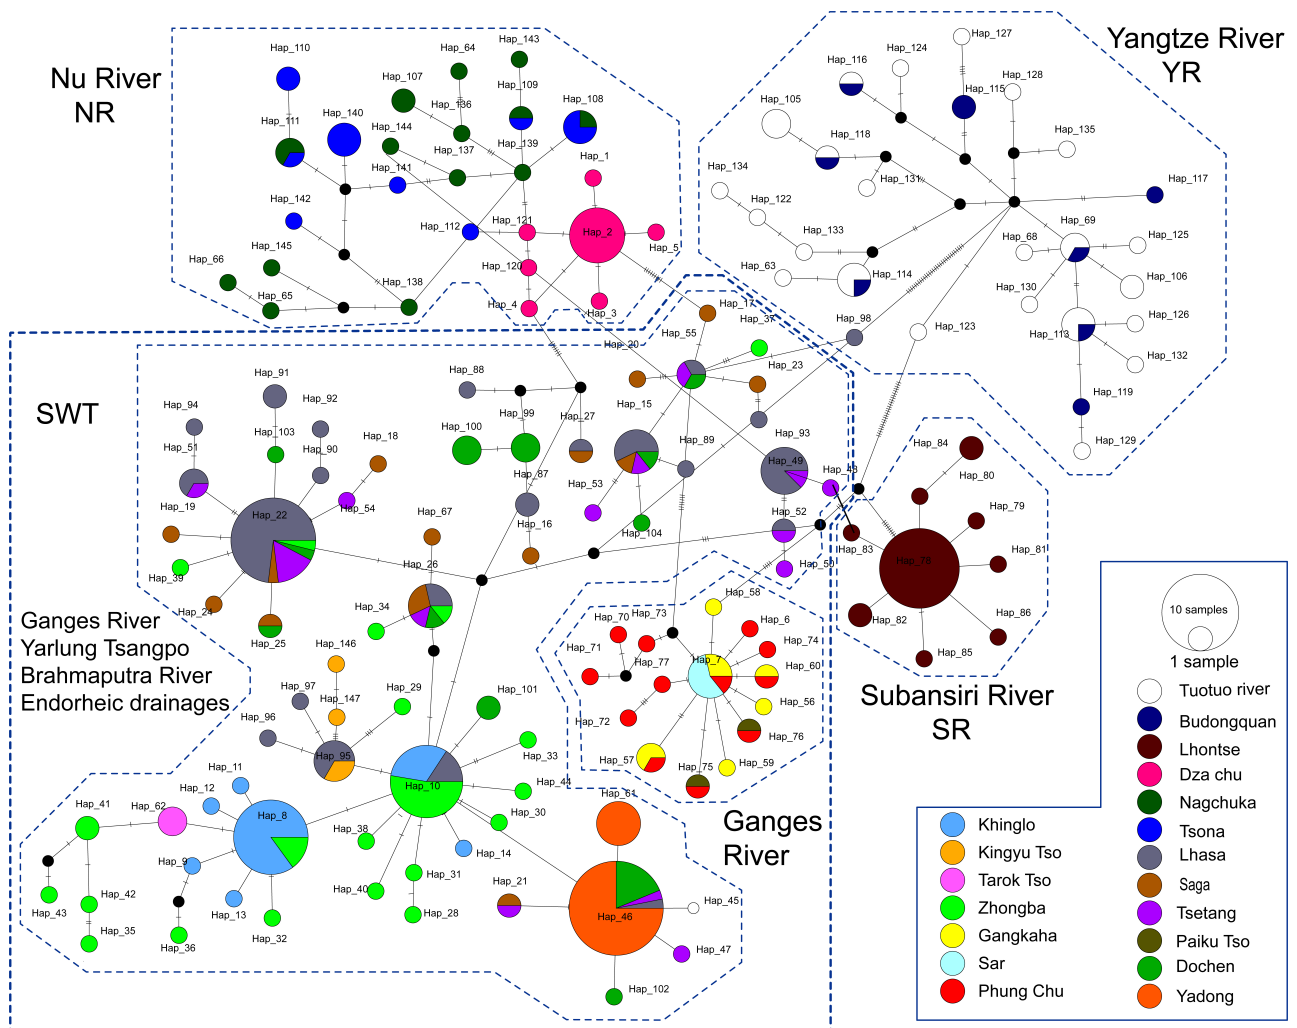 Nu River
NR
Yangtze River
YR
SWT
Ganges River
Yarlung Tsangpo
Brahmaputra River
Endorheic drainages
Subansiri River
SR
Ganges
River
Hap_110
Hap_64
Hap_143
Hap_107
Hap_109
Hap_108
Hap_136
Hap_140
Hap_111
Hap_144
Hap_137
Hap_139
Hap_1
Hap_141
Hap_142
Hap_112
Hap_121
Hap_2
Hap_5
Hap_145
Hap_66
Hap_65
Hap_138
Hap_120
Hap_4
Hap_3
Hap_127
Hap_124
Hap_116
Hap_128
Hap_115
Hap_105
Hap_118
Hap_135
Hap_134
Hap_131
Hap_117
Hap_122
Hap_133
Hap_69
Hap_68
Hap_125
Hap_63
Hap_114
Hap_106
Hap_130
Hap_113
Hap_126
Hap_132
Hap_119
Hap_129
Hap_123
Hap_98
Hap_17
Hap_37
Hap_55
Hap_20
Hap_23
Hap_88
Hap_91
Hap_92
Hap_94
Hap_103
Hap_51
Hap_90
Hap_18
Hap_99
Hap_27
Hap_15
Hap_100
Hap_89
Hap_93
Hap_49
Hap_48
Hap_87
Hap_53
Hap_54
Hap_19
Hap_22
Hap_67
Hap_16
Hap_104
Hap_52
Hap_50
Hap_39
Hap_26
Hap_24
Hap_25
Hap_34
Hap_84
Hap_80
Hap_79
Hap_83
Hap_78
Hap_81
Hap_82
Hap_86
Hap_85
Hap_58
Hap_70
Hap_73
Hap_6
Hap_74
Hap_71
Hap_77
Hap_7
Hap_60
Hap_56
Hap_72
Hap_76
Hap_57
Hap_75
Hap_59
Hap_146
Hap_97
Hap_29
Hap_147
Hap_101
Hap_96
Hap_95
Hap_33
Hap_10
Hap_44
Hap_11
Hap_12
Hap_41
Hap_62
Hap_8
Hap_30
Hap_61
Hap_38
Hap_14
Hap_9
Hap_31
Hap_40
Hap_42
Hap_43
Hap_13
Hap_28
Hap_21
Hap_46
Hap_45
Hap_35
Hap_36
Hap_32
Hap_47
Hap_102
10 samples
1 sample
Tuotuo river
Budongquan
Lhontse
Dza chu
Nagchuka
Tsona
Lhasa
Saga
Tsetang
Paiku Tso
Dochen
Yadong
Khinglo
Kingyu Tso
Tarok Tso
Zhongba
Gangkaha
Sar
Phung Chu